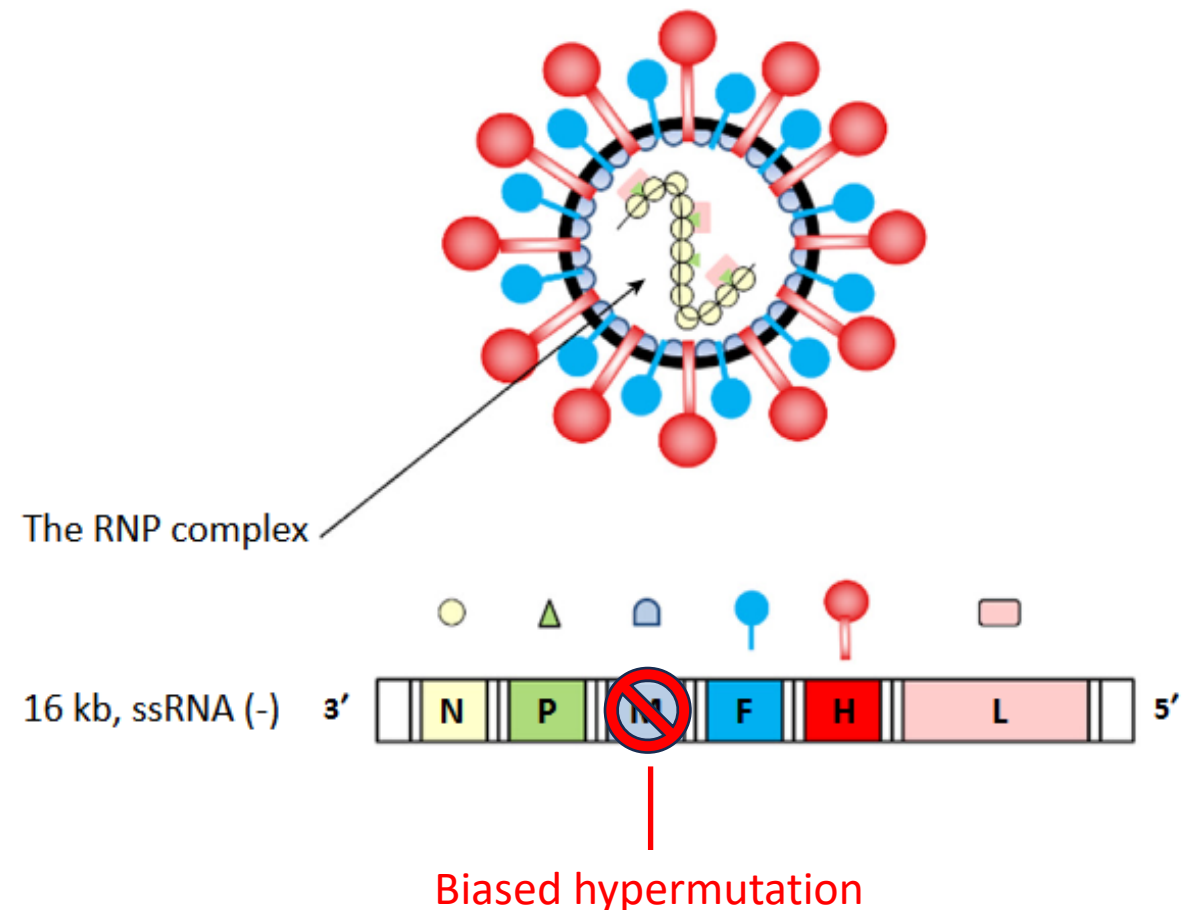 The RNP complex
16 kb, ssRNA (-) 3′ N P M F H L 5′
Biased hypermutation